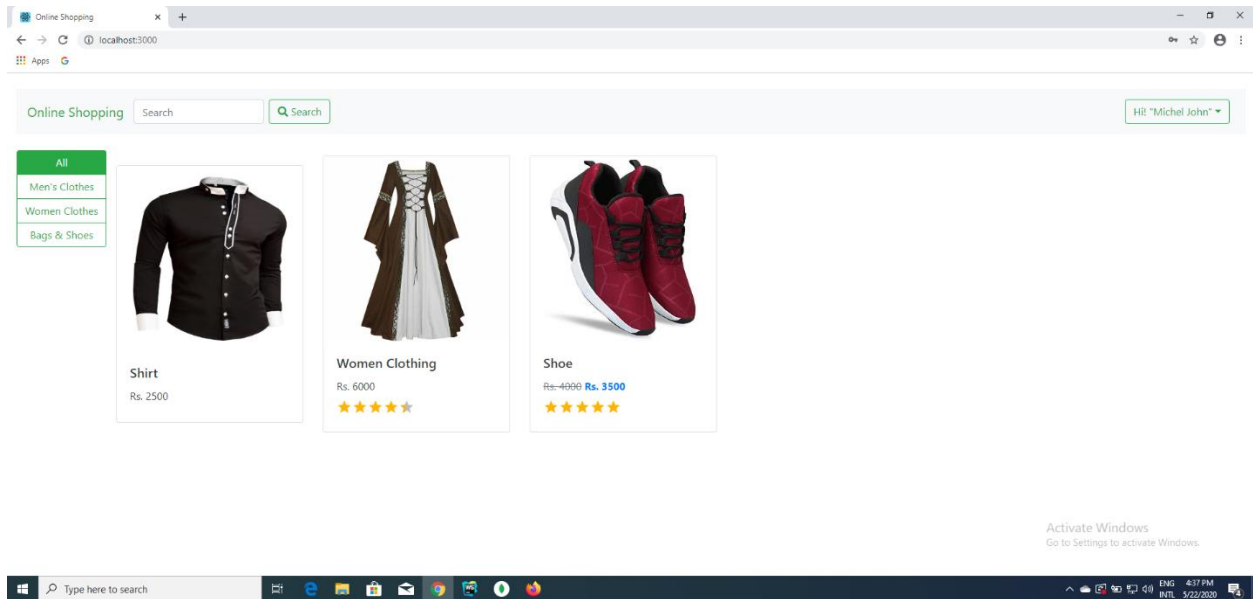 Online Shopping
localhost:3000
Apps
Online Shopping Search Search Hi! "Michel John"
All
Men's Clothes
Women Clothes
Bags & Shoes
Shirt
Rs. 2500
Women Clothing
Rs. 6000
Shoe
Rs. 4000 Rs. 3500
Activate Windows
Go to Settings to activate Windows.
Type here to search
ENG
INTL
4:37 PM
5/22/2020